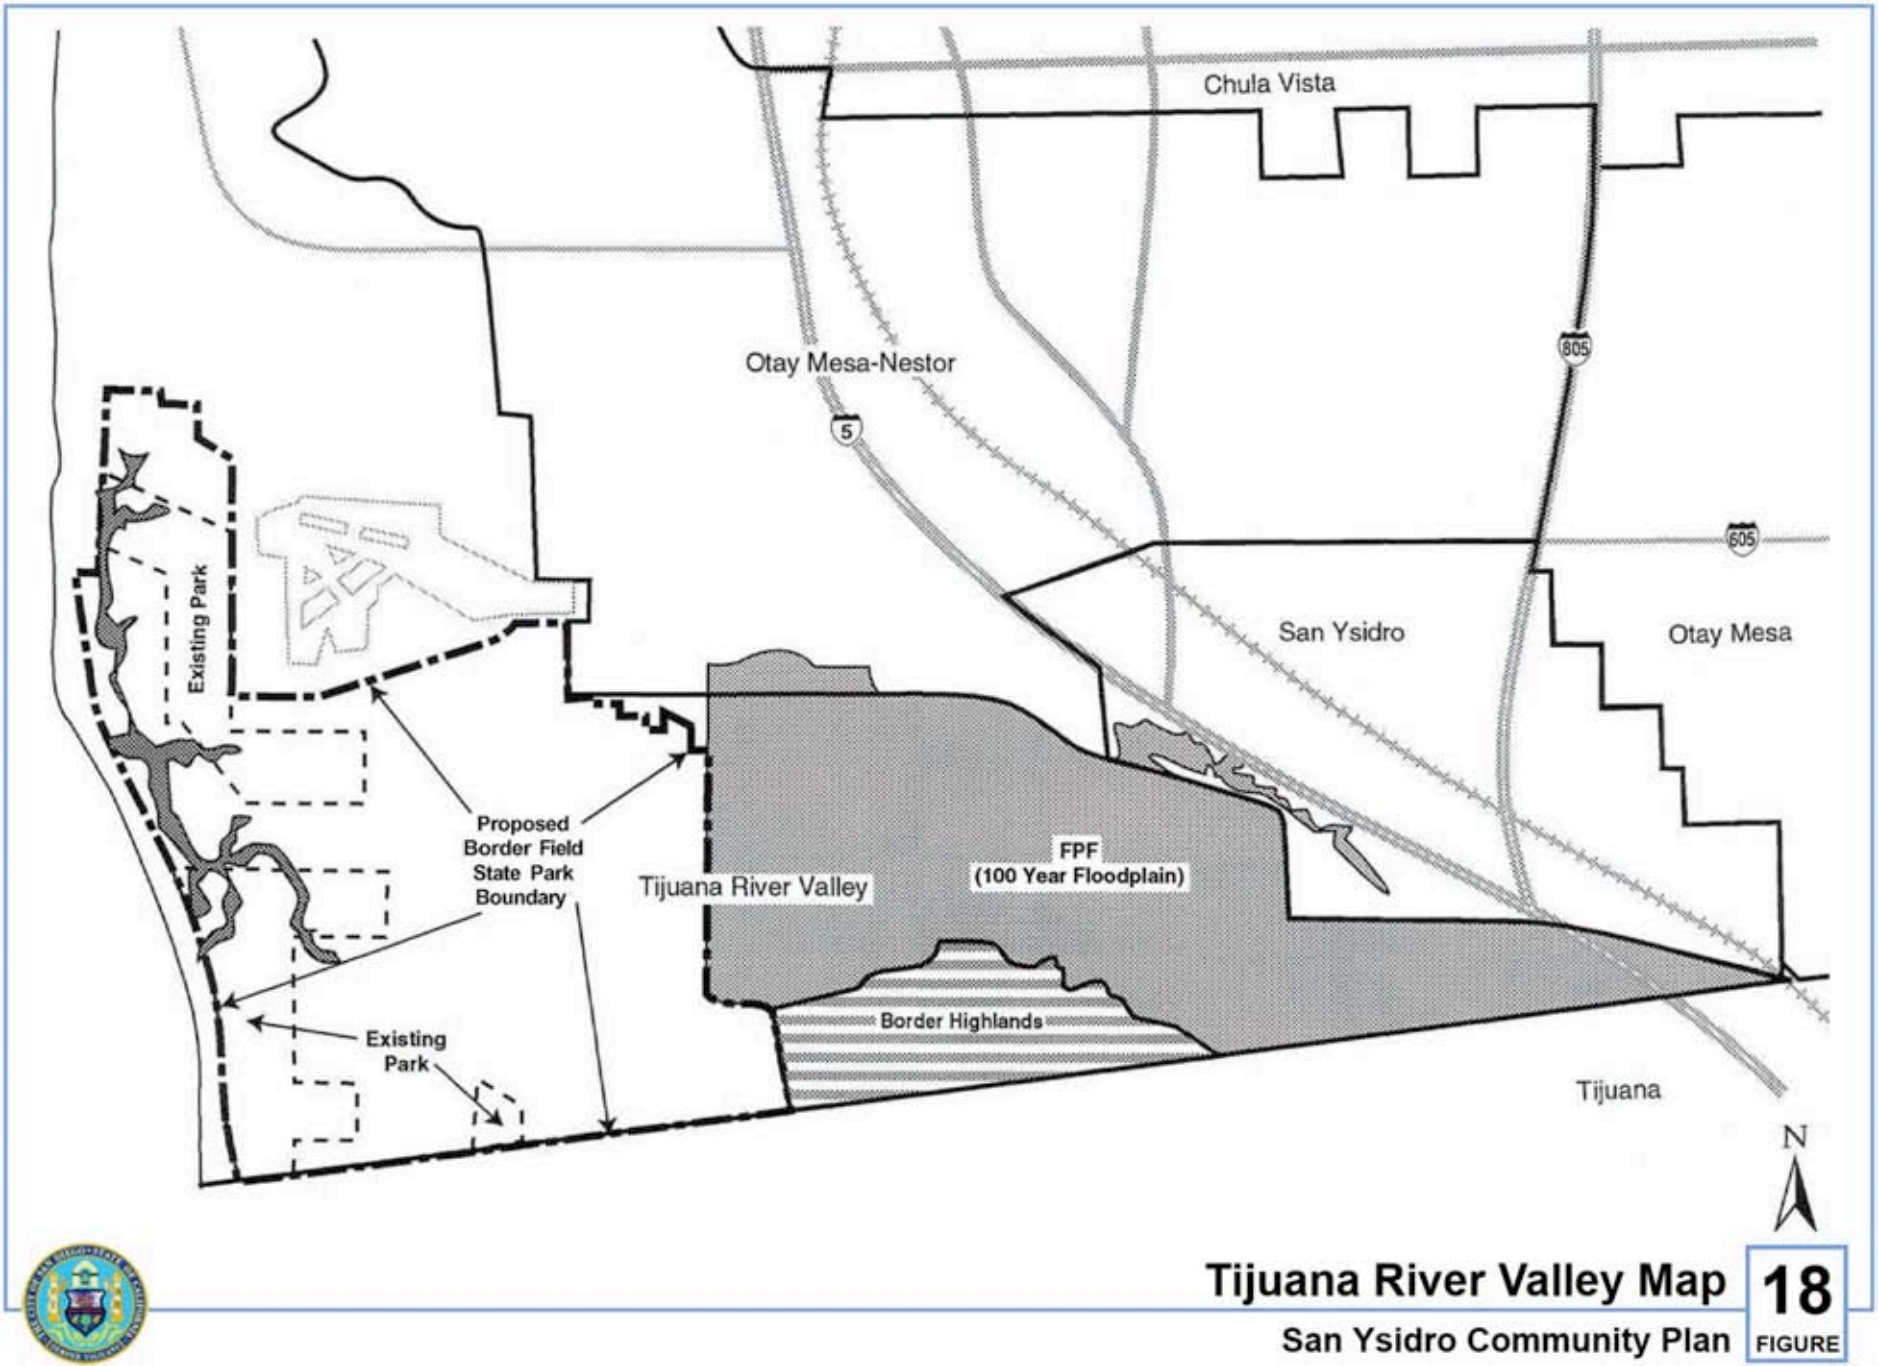 Chula Vista
Otay Mesa-Nestor
805
5
605
Existing Park
San Ysidro
Otay Mesa
Proposed
Border Field
State Park
Boundary
Tijuana River Valley
FPF
(100 Year Floodplain)
Border Highlands
Existing
Park
Tijuana
N
Tijuana River Valley Map
San Ysidro Community Plan
18
FIGURE